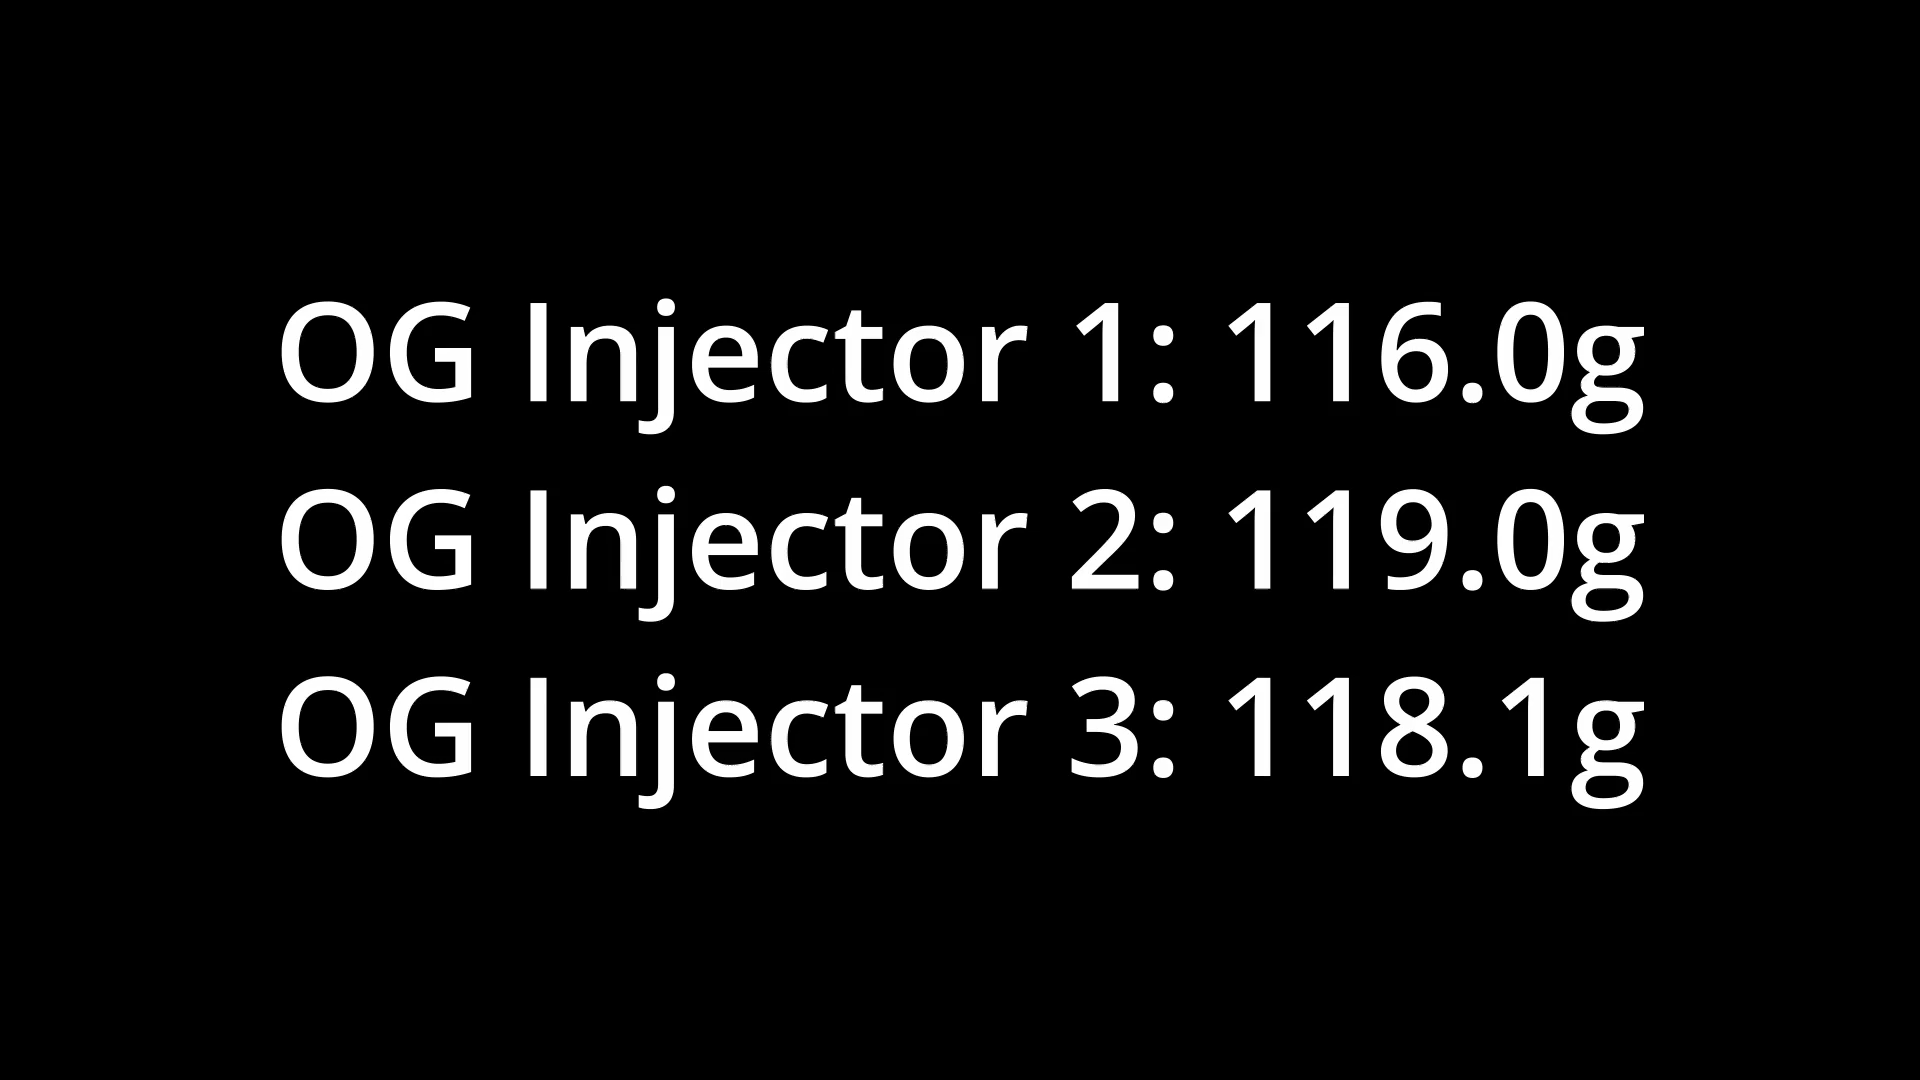 OG Injector 1: 116.0g
OG Injector 2: 119.0g
OG Injector 3: 118.1g